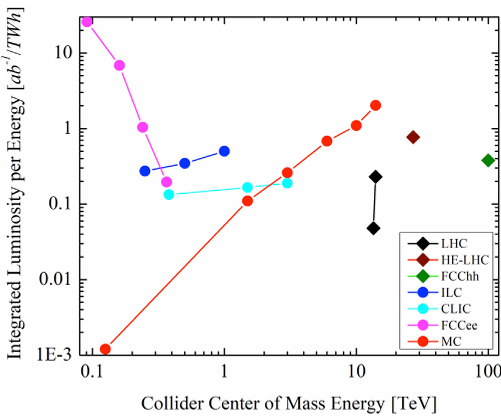 Integrated Luminosity per Energy [ab⁻¹/TWh]
10
1
0.1
0.01
1E-3
0.1
1
10
100
Collider Center of Mass Energy [TeV]
LHC
HE-LHC
FCChh
ILC
CLIC
FCCee
MC